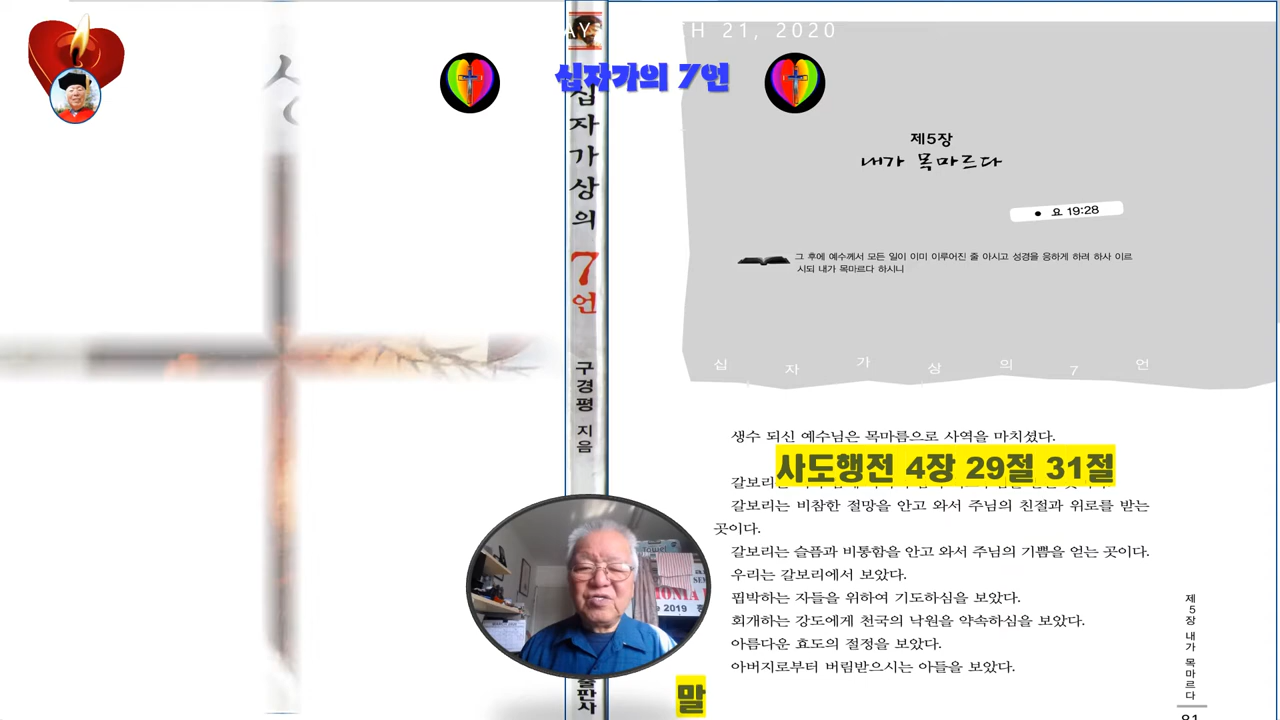 CH 21, 2020
십자가의 7언
십자가상의 7언
구경평 지음
출판사
제5장
내가 목마르다
• 요 19:28
그 후에 예수께서 모든 일이 이미 이루어진 줄 아시고 성경을 응하게 하려 하사 이르
시되 내가 목마르다 하시니
십자가상의 7언
생수 되신 예수님은 목마름으로 사역을 마치셨다.
사도행전 4장 29절 31절
갈보리는
갈보리는 비참한 절망을 안고 와서 주님의 친절과 위로를 받는
곳이다.
갈보리는 슬픔과 비통함을 안고 와서 주님의 기쁨을 얻는 곳이다.
우리는 갈보리에서 보았다.
핍박하는 자들을 위하여 기도하심을 보았다.
회개하는 강도에게 천국의 낙원을 약속하심을 보았다.
아름다운 효도의 절정을 보았다.
아버지로부터 버림받으시는 아들을 보았다.
제5장 내가 목마르다
말
2019